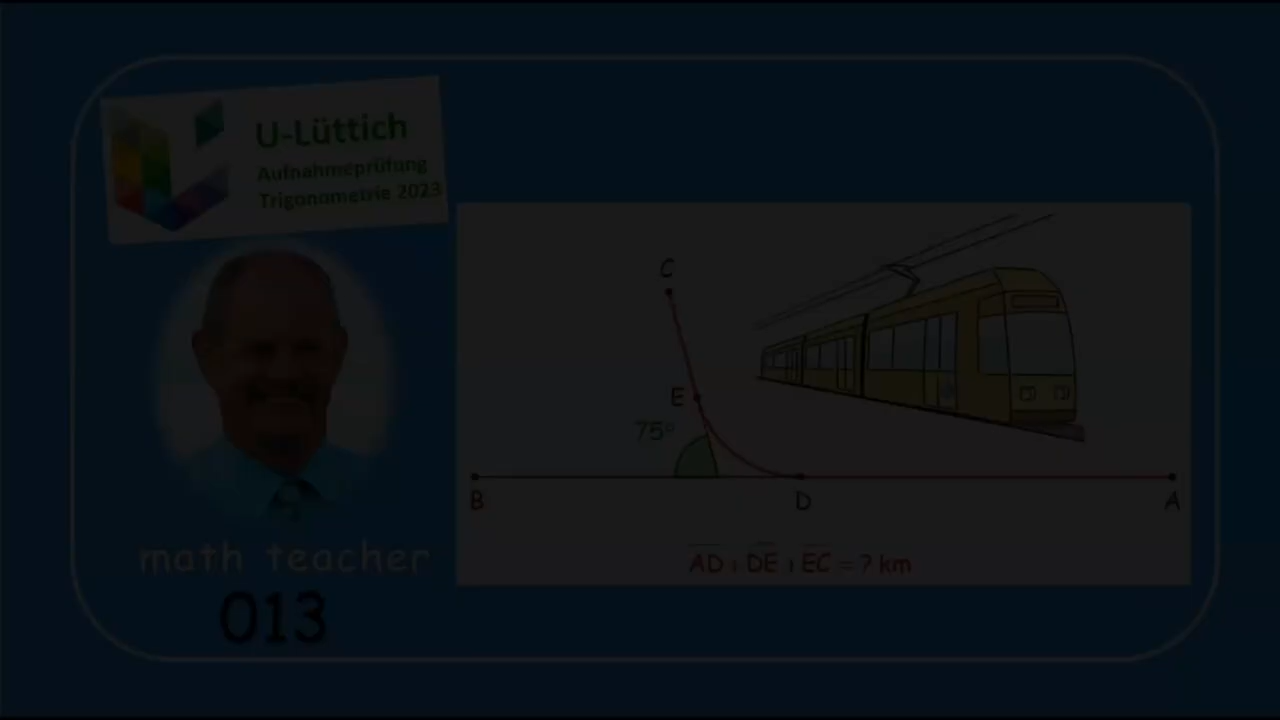 U-Lüttich
Aufnahmeprüfung
Trigonometrie 2023
C
E
75°
B
D
A
AD + DE + EC = ? km
math teacher
013